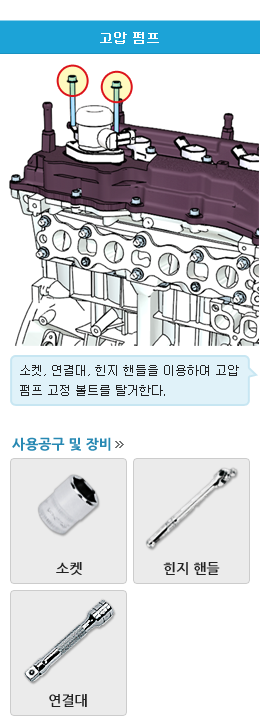 고압 펌프
소켓, 연결대, 힌지 핸들을 이용하며 고압
펌프 고정 볼트를 탈거한다.
사용공구 및 장비 »
소켓
힌지 핸들
연결대